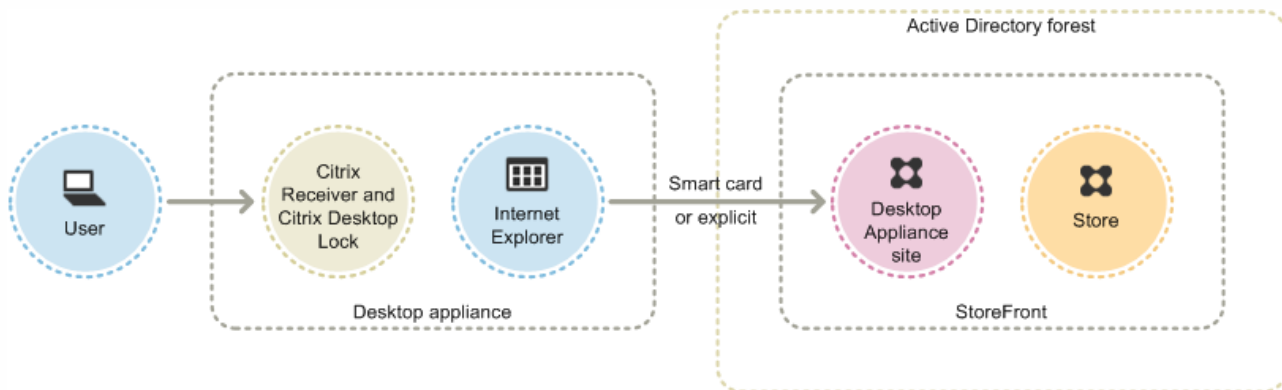 Active Directory forest
User
Citrix
Receiver and
Citrix Desktop
Lock
Internet
Explorer
Smart card
or explicit
Desktop
Appliance
site
Store
Desktop appliance
StoreFront